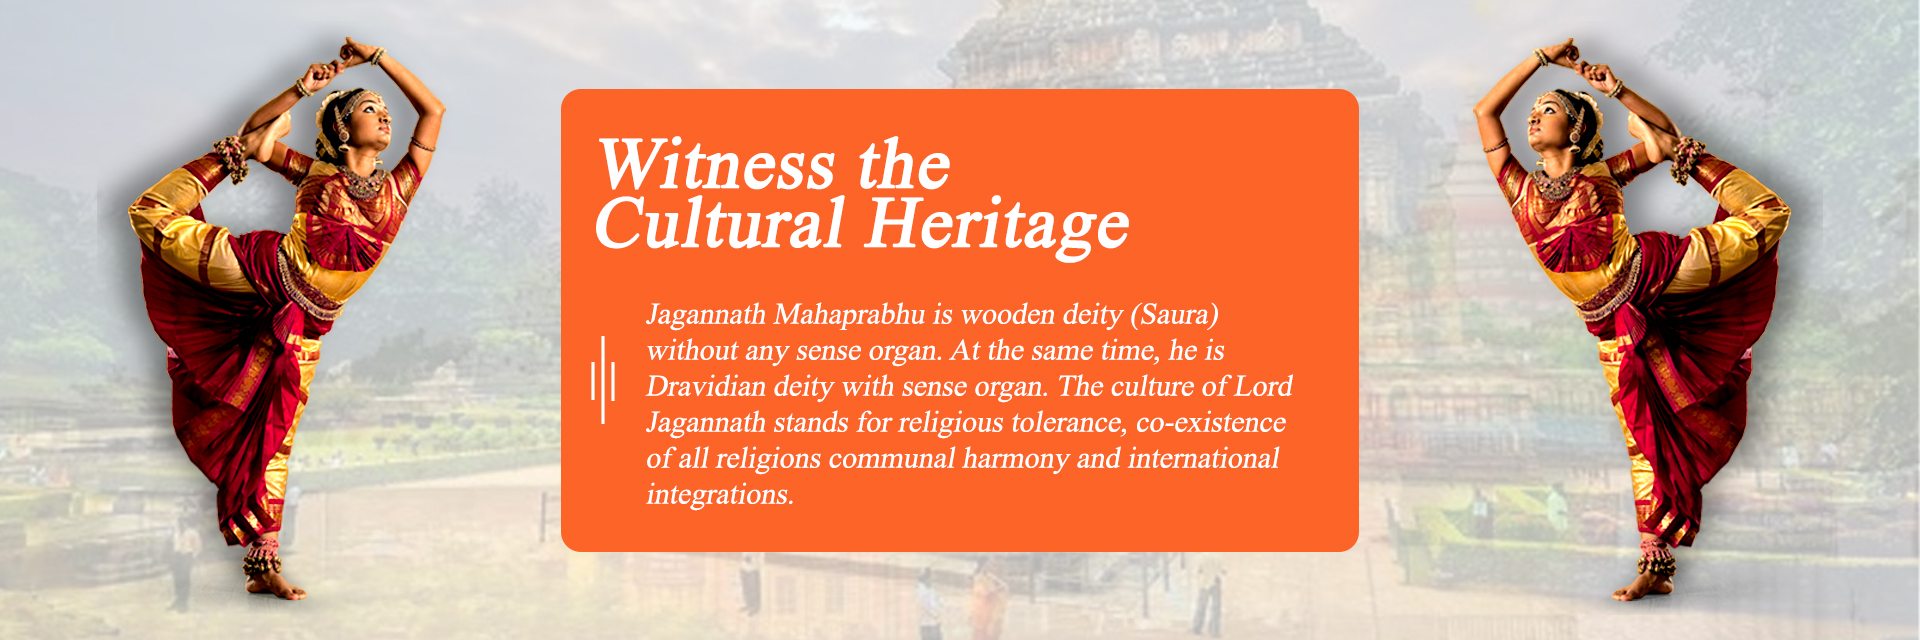 Witness the
Cultural Heritage
Jagannath Mahaprabhu is wooden deity (Saura)
without any sense organ. At the same time, he is
Dravidian deity with sense organ. The culture of Lord
Jagannath stands for religious tolerance, co-existence
of all religions communal harmony and international
integrations.